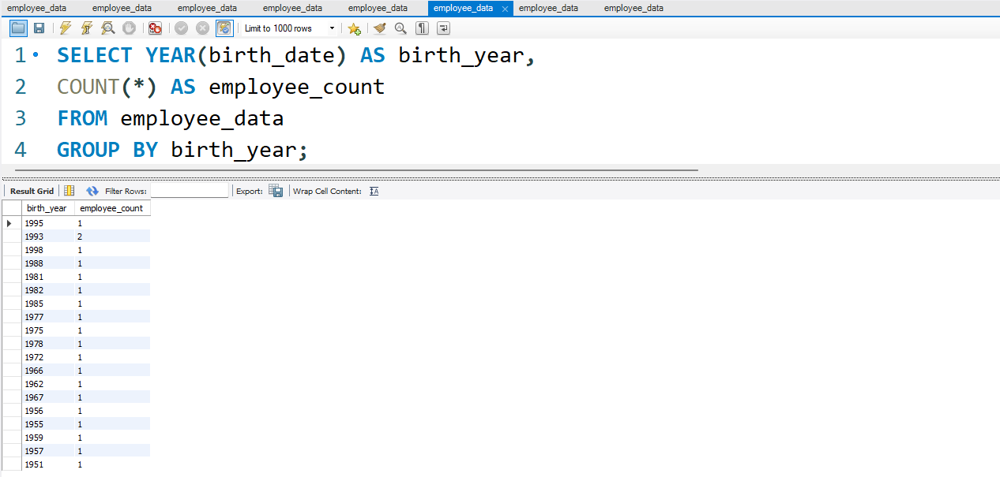 employee_data employee_data employee_data employee_data employee_data employee_data employee_data employee_data
Limit to 1000 rows
1 SELECT YEAR(birth_date) AS birth_year,
2 COUNT(*) AS employee_count
3 FROM employee_data
4 GROUP BY birth_year;
Result Grid Filter Rows: Export: Wrap Cell Content:
birth_year employee_count
1995 1
1993 2
1998 1
1988 1
1981 1
1982 1
1985 1
1977 1
1975 1
1978 1
1972 1
1966 1
1962 1
1967 1
1956 1
1955 1
1959 1
1957 1
1951 1